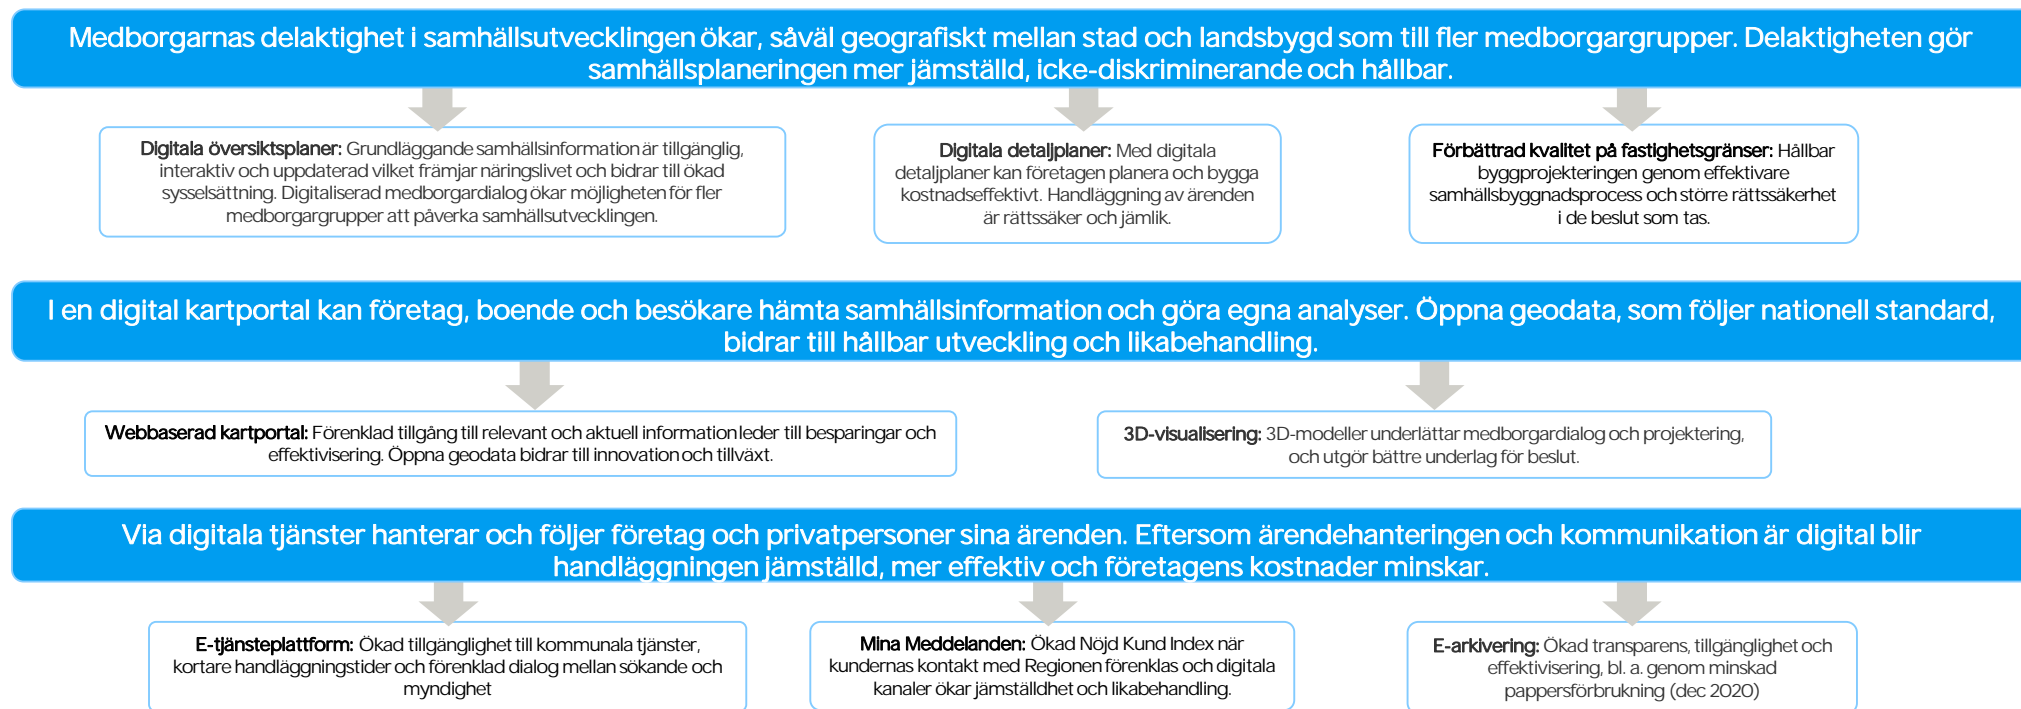 Medborgarnas delaktighet i samhällsutvecklingen ökar, såväl geografiskt mellan stad och landsbygd som till fler medborgargrupper. Delaktigheten gör
samhällsplaneringen mer jämställd, icke-diskriminerande och hållbar.
Digitala översiktsplaner: Grundläggande samhällsinformation är tillgänglig,
interaktiv och uppdaterad vilket främjar näringslivet och bidrar till ökad
sysselsättning. Digitaliserad medborgardialog ökar möjligheten för fler
medborgargrupper att påverka samhällsutvecklingen.
Digitala detaljplaner: Med digitala
detaljplaner kan företagen planera och bygga
kostnadseffektivt. Handläggning av ärenden
är rättssäker och jämlik.
Förbättrad kvalitet på fastighetsgränser: Hållbar
byggprojekteringen genom effektivare
samhällsbyggnadsprocess och större rättssäkerhet
i de beslut som tas.
I en digital kartportal kan företag, boende och besökare hämta samhällsinformation och göra egna analyser. Öppna geodata, som följer nationell standard,
bidrar till hållbar utveckling och likabehandling.
Webbaserad kartportal: Förenklad tillgång till relevant och aktuell information leder till besparingar och
effektivisering. Öppna geodata bidrar till innovation och tillväxt.
3D-visualisering: 3D-modeller underlättar medborgardialog och projektering,
och utgör bättre underlag för beslut.
Via digitala tjänster hanterar och följer företag och privatpersoner sina ärenden. Eftersom ärendehanteringen och kommunikation är digital blir
handläggningen jämställd, mer effektiv och företagens kostnader minskar.
E-tjänsteplattform: Ökad tillgänglighet till kommunala tjänster,
kortare handläggningstider och förenklad dialog mellan sökande och
myndighet
Mina Meddelanden: Ökad Nöjd Kund Index när
kundernas kontakt med Regionen förenklas och digitala
kanaler ökar jämställdhet och likabehandling.
E-arkivering: Ökad transparens, tillgänglighet och
effektivisering, bl. a. genom minskad
pappersförbrukning (dec 2020)